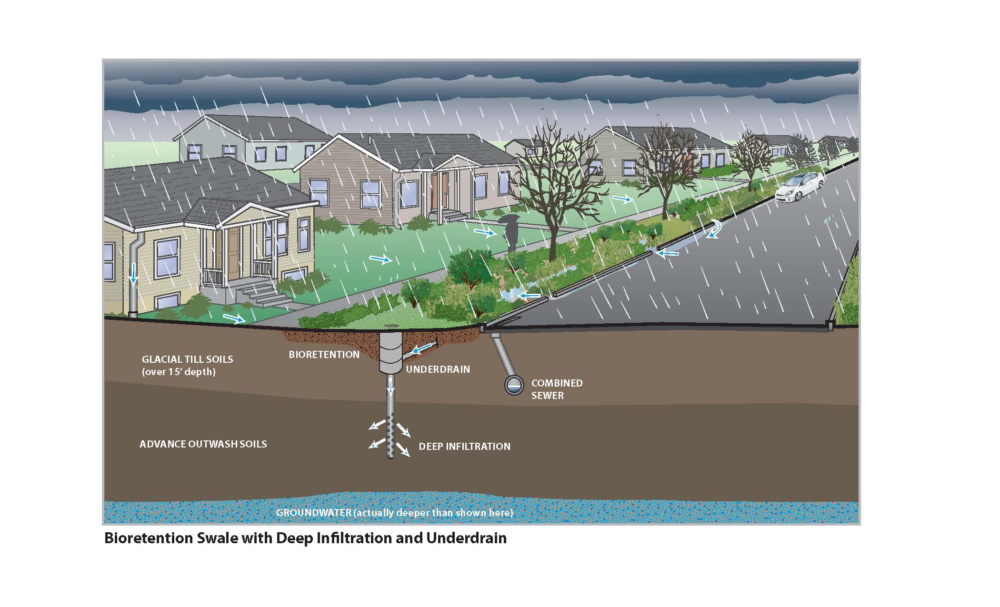 GLACIAL TILL SOILS
(over 15’ depth)
BIORETENTION
UNDERDRAIN
COMBINED
SEWER
ADVANCE OUTWASH SOILS
DEEP INFILTRATION
GROUNDWATER (actually deeper than shown here)
Bioretention Swale with Deep Infiltration and Underdrain